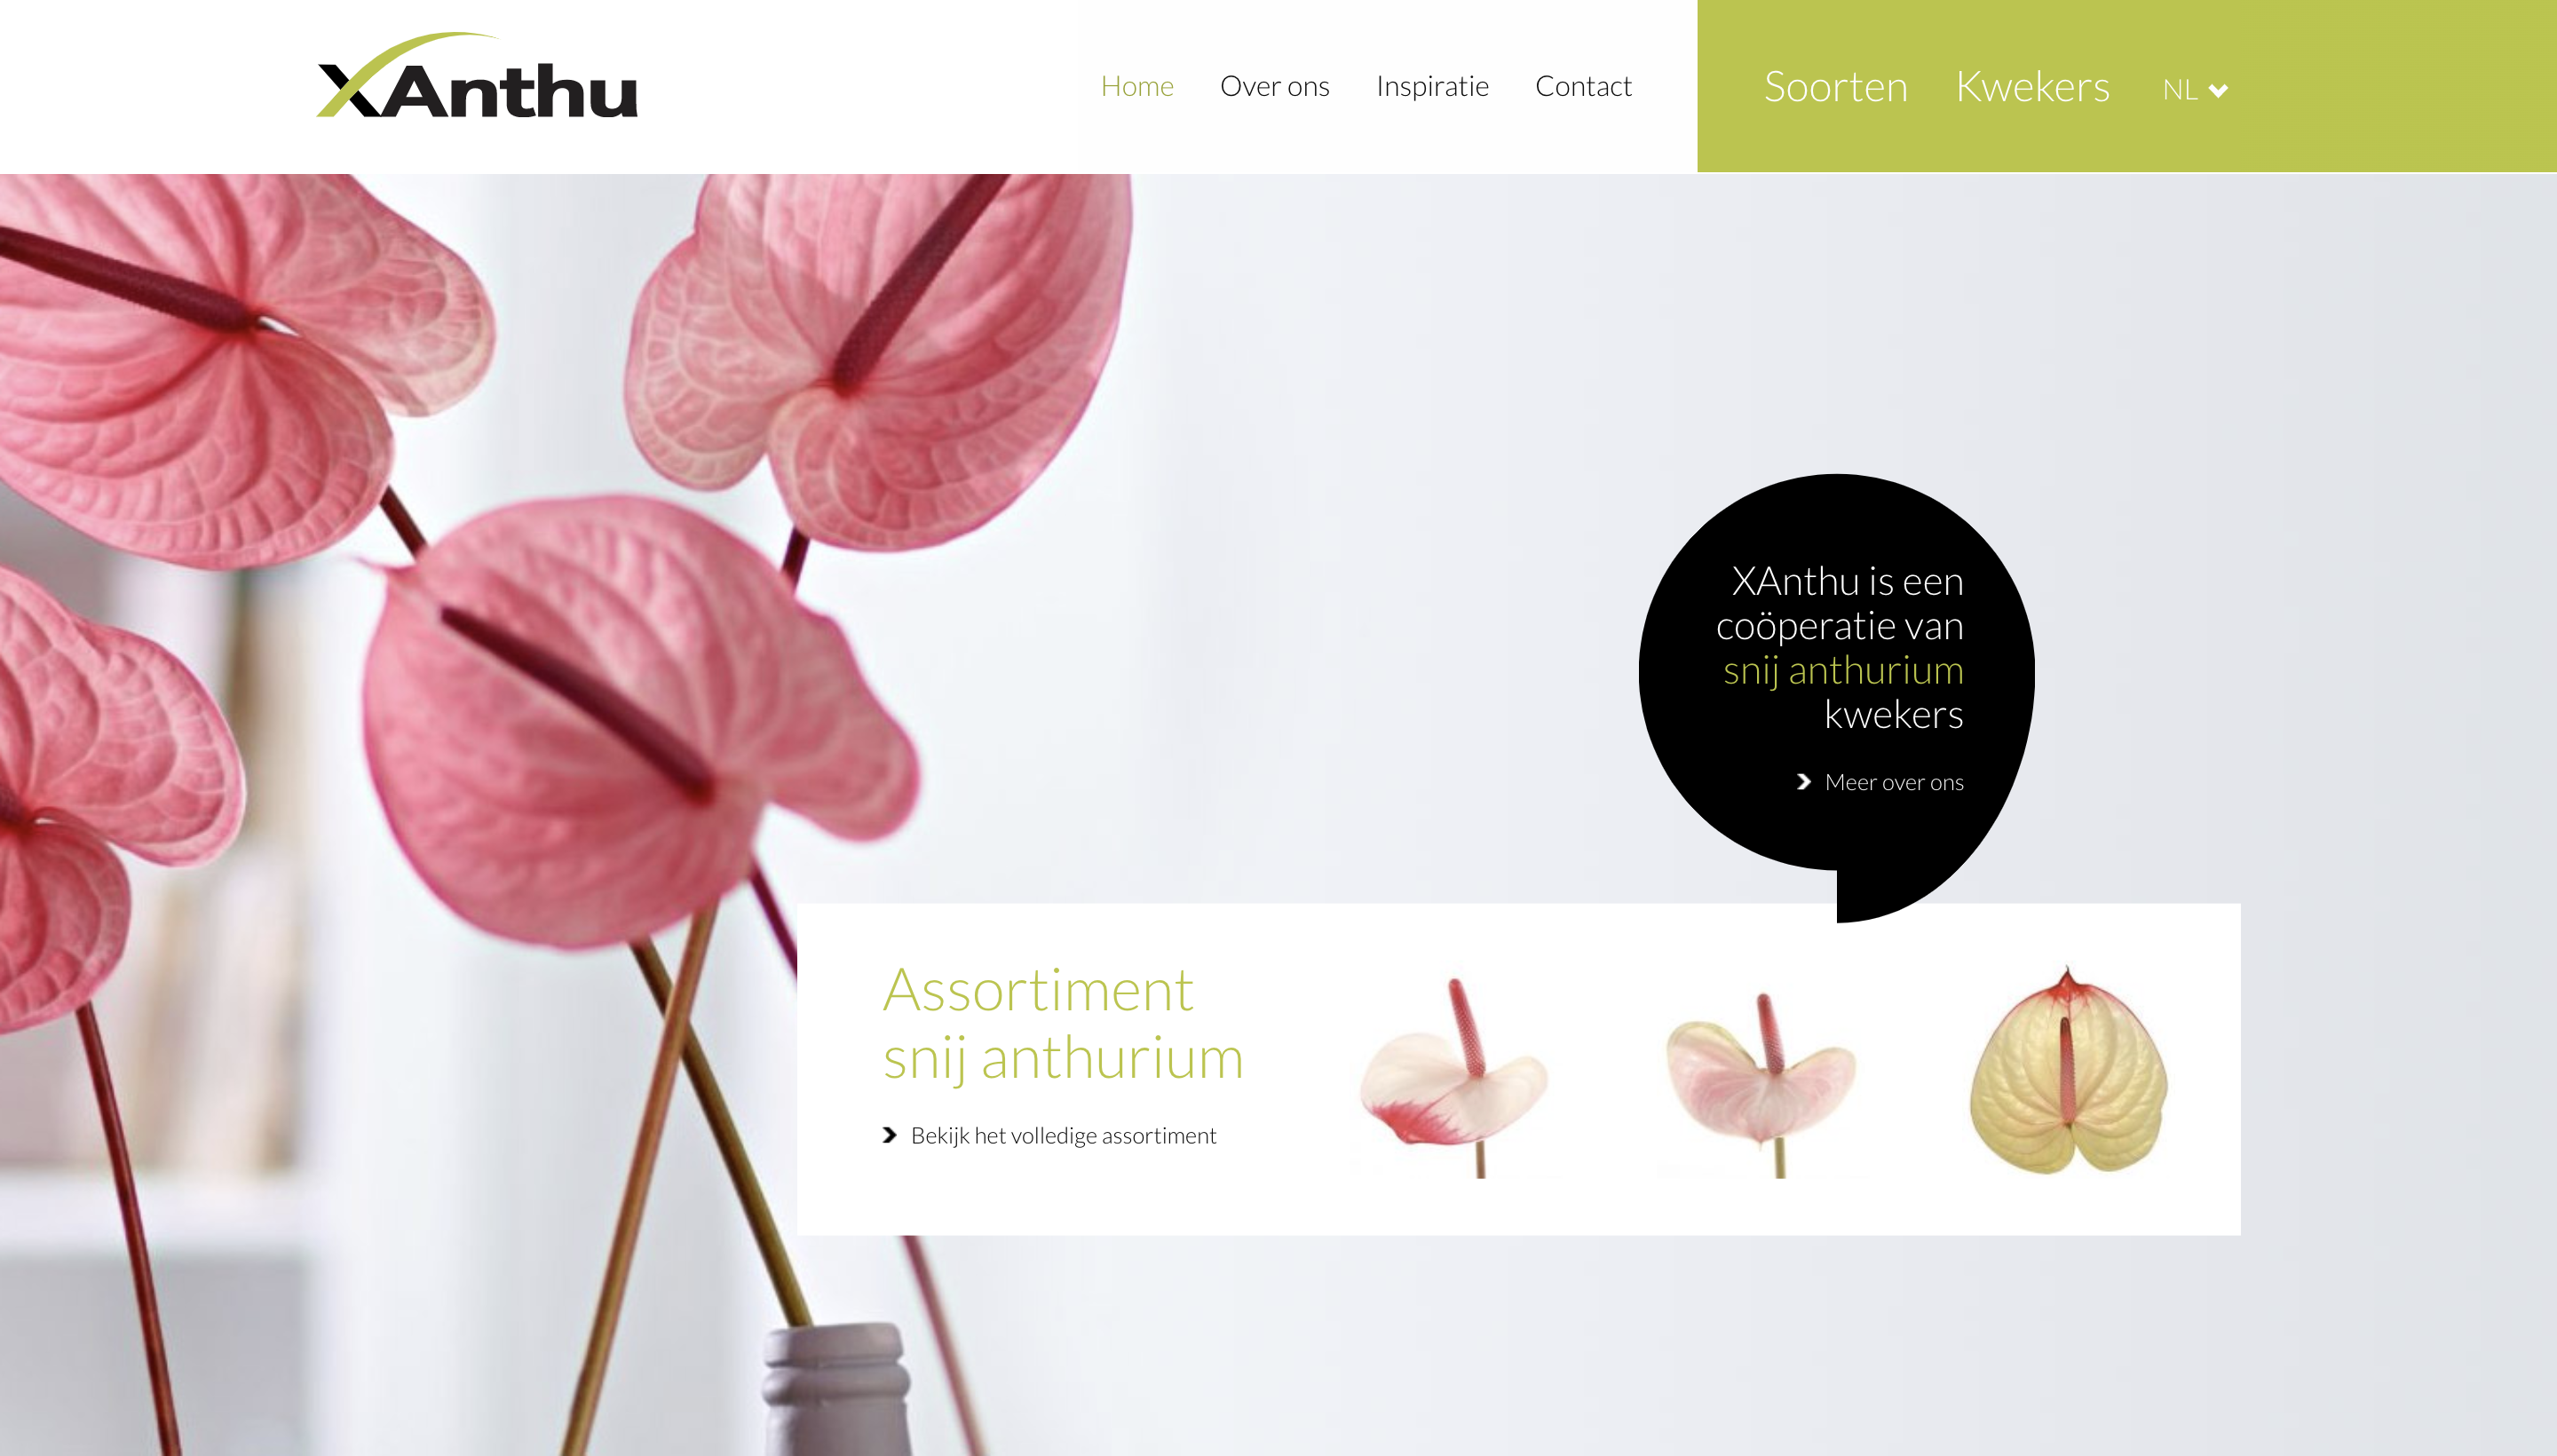 XAnthu
Home Over ons Inspiratie Contact
Soorten Kwekers NL
XAnthu is een
coöperatie van
snij anthurium
kwekers
Meer over ons
Assortiment
snij anthurium
Bekijk het volledige assortiment